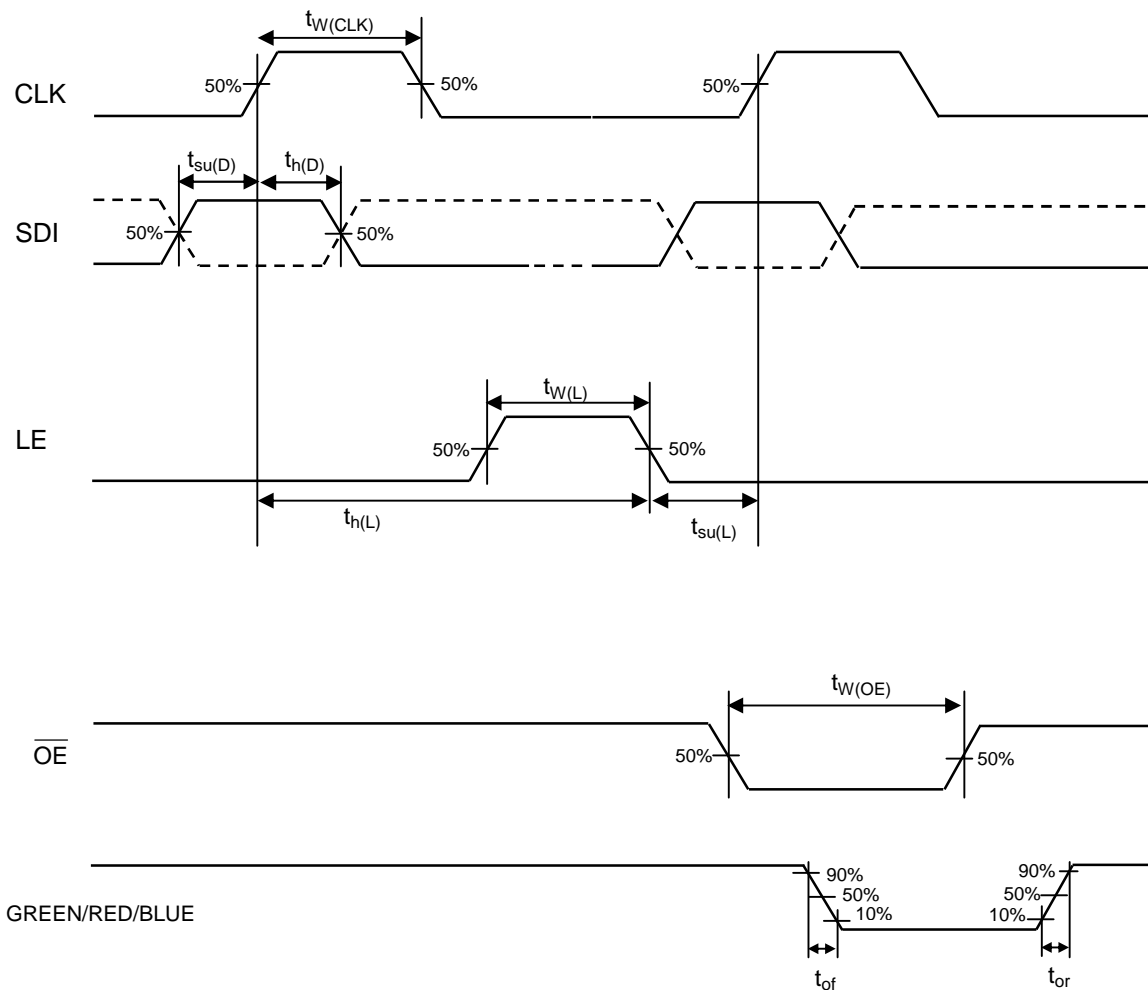 tW(CLK)
50%
50%
50%
CLK
tsu(D)
th(D)
SDI
50%
50%
tW(L)
LE
50%
50%
th(L)
tsu(L)
tW(OE)
OE
50%
50%
90%
90%
50%
50%
GREEN/RED/BLUE
10%
10%
tof
tor